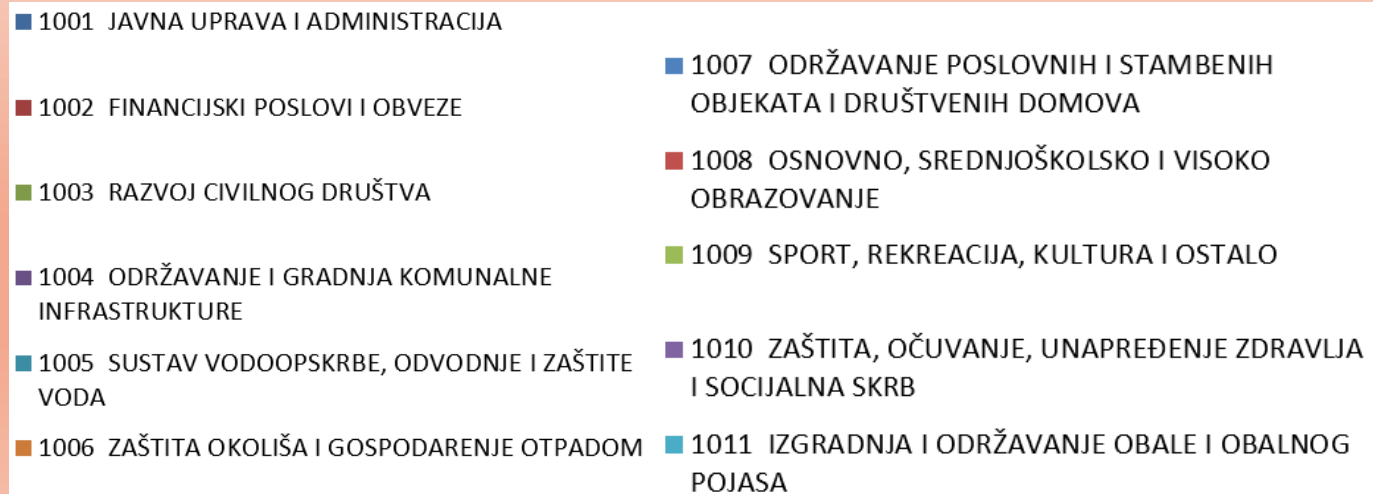 1001 JAVNA UPRAVA I ADMINISTRACIJA
1002 FINANCIJSKI POSLOVI I OBVEZE
1003 RAZVOJ CIVILNOG DRUŠTVA
1004 ODRŽAVANJE I GRADNJA KOMUNALNE
INFRASTRUKTURE
1005 SUSTAV VODOOPSKRBE, ODVODNJE I ZAŠTITE
VODA
1006 ZAŠTITA OKOLIŠA I GOSPODARENJE OTPADOM
1007 ODRŽAVANJE POSLOVNIH I STAMBENIH
OBJEKATA I DRUŠTVENIH DOMOVA
1008 OSNOVNO, SREDNJOŠKOLSKO I VISOKO
OBRAZOVANJE
1009 SPORT, REKREACIJA, KULTURA I OSTALO
1010 ZAŠTITA, OČUVANJE, UNAPREĐENJE ZDRAVLJA
I SOCIJALNA SKRB
1011 IZGRADNJA I ODRŽAVANJE OBALE I OBALNOG
POJASA